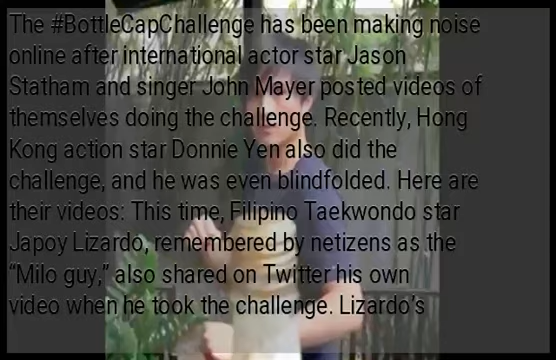 The #BottleCapChallenge has been making noise
online after international actor star Jason
Statham and singer John Mayer posted videos of
themselves doing the challenge. Recently, Hong
Kong action star Donnie Yen also did the
challenge, and he was even blindfolded. Here are
their videos: This time, Filipino Taekwondo star
Japoy Lizardo, remembered by netizens as the
“Milo guy,” also shared on Twitter his own
video when he took the challenge. Lizardo’s